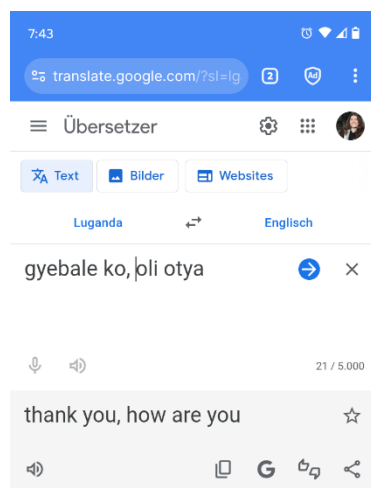 7:43
translate.google.com/?sl=lg
2
Ad
Übersetzer
Text Bilder Websites
Luganda Englisch
gyebale ko, oli otya
21 / 5.000
thank you, how are you
G